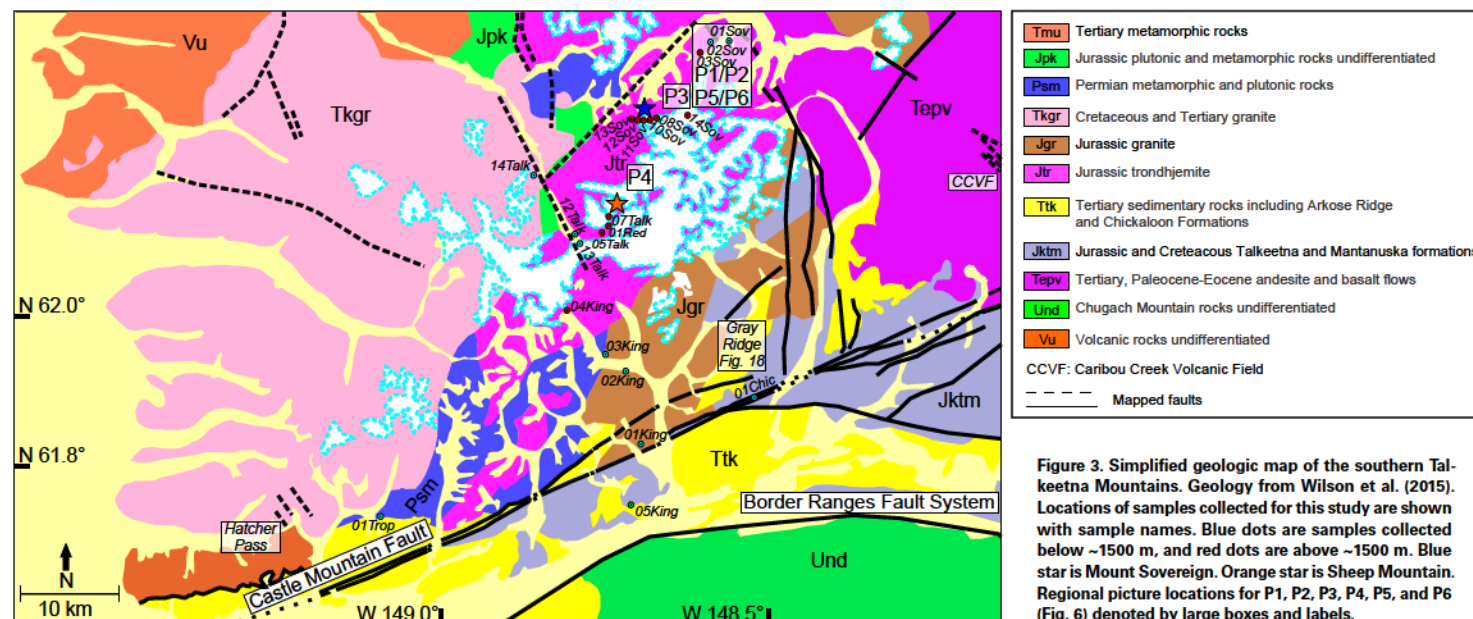 Vu
Jpk
01Sov
02Sov
03Sov
P1/P2
P5/P6
P3
Tepv
Tkgr
13Sov
12Sov
11Sov
10Sov
08Sov
14Sov
Jtr
14Talk
P4
CCVF
12Talk
07Talk
01Red
05Talk
13Talk
N 62.0°
04King
Jgr
Gray
Ridge
Fig. 18
03King
02King
01Chic
Jktm
01King
N 61.8°
Ttk
Psm
05King
Border Ranges Fault System
01Trop
Hatcher
Pass
Castle Mountain Fault
Und
N
10 km
W 149.0°
W 148.5°
Tmu Tertiary metamorphic rocks
Jpk Jurassic plutonic and metamorphic rocks undifferentiated
Psm Permian metamorphic and plutonic rocks
Tkgr Cretaceous and Tertiary granite
Jgr Jurassic granite
Jtr Jurassic trondhjemite
Ttk Tertiary sedimentary rocks including Arkose Ridge
and Chickaloon Formations
Jktm Jurassic and Creteacous Talkeetna and Mantanuska formations
Tepv Tertiary, Paleocene-Eocene andesite and basalt flows
Und Chugach Mountain rocks undifferentiated
Vu Volcanic rocks undifferentiated
CCVF: Caribou Creek Volcanic Field
Mapped faults
Figure 3. Simplified geologic map of the southern Tal-
keetna Mountains. Geology from Wilson et al. (2015).
Locations of samples collected for this study are shown
with sample names. Blue dots are samples collected
below ~1500 m, and red dots are above ~1500 m. Blue
star is Mount Sovereign. Orange star is Sheep Mountain.
Regional picture locations for P1, P2, P3, P4, P5, and P6
(Fig. 6) denoted by large boxes and labels.